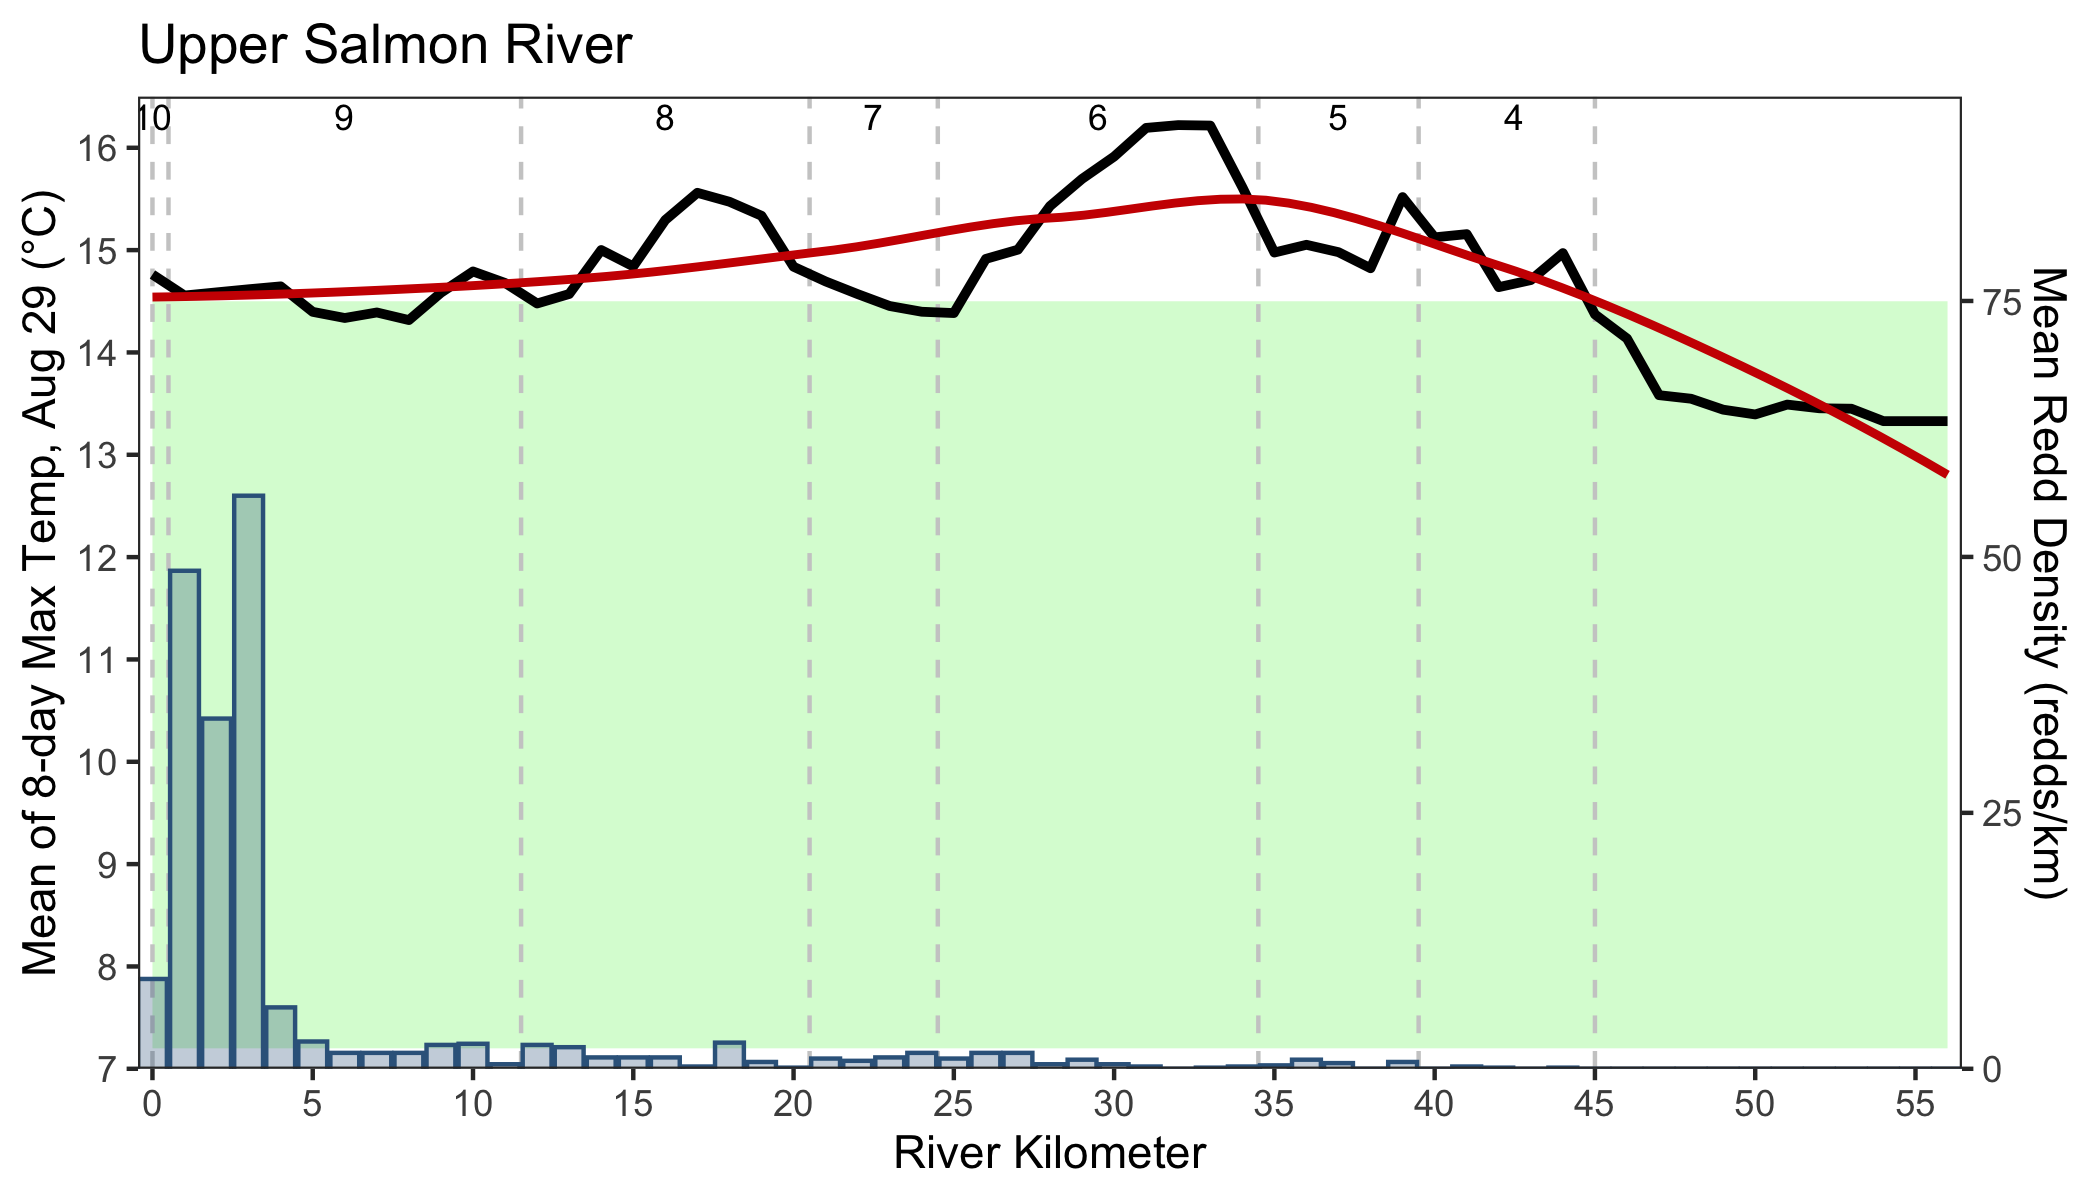 Upper Salmon River
10 9 8 7 6 5 4
Mean of 8-day Max Temp, Aug 29 (°C)
16
15
14
13
12
11
10
9
8
7
75
50
25
0
Mean Redd Density (redds/km)
0 5 10 15 20 25 30 35 40 45 50 55
River Kilometer